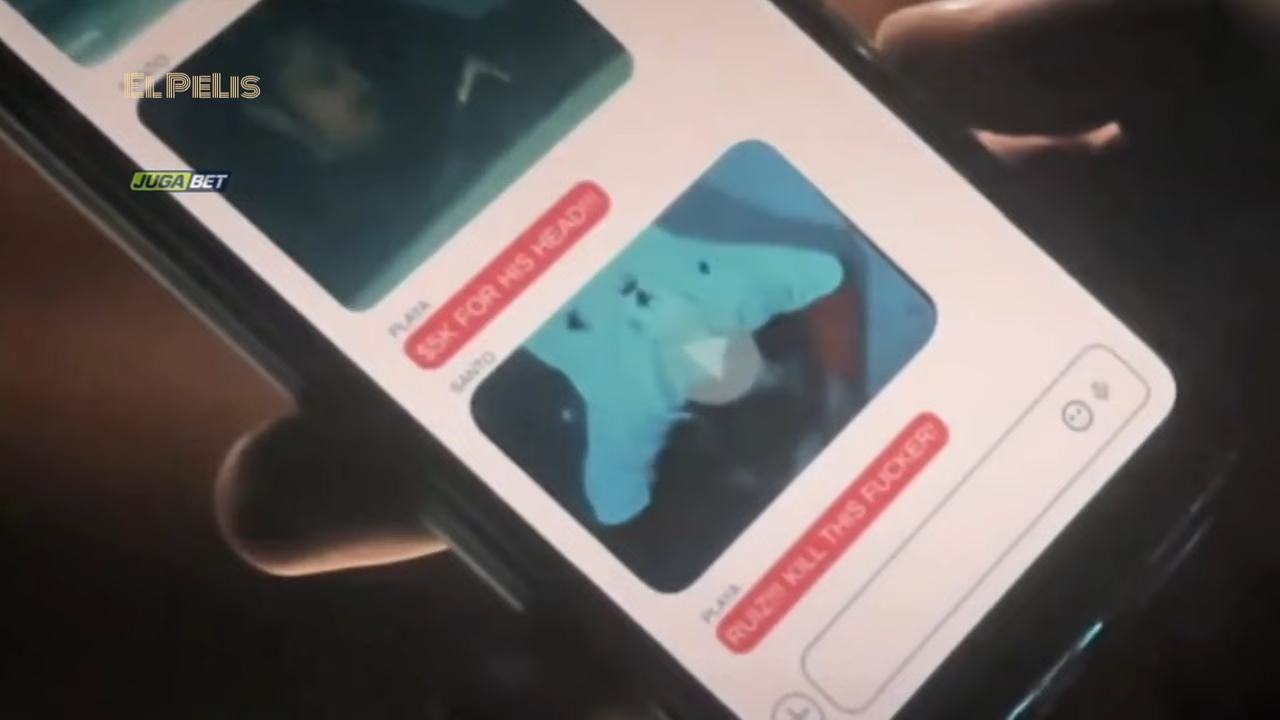 ELPELIS
JUGABET
PLAYA
$5K FOR HIS HEAD!!!
SANTO
PLAYA
RUIZ!!! KILL THIS FUCKER!